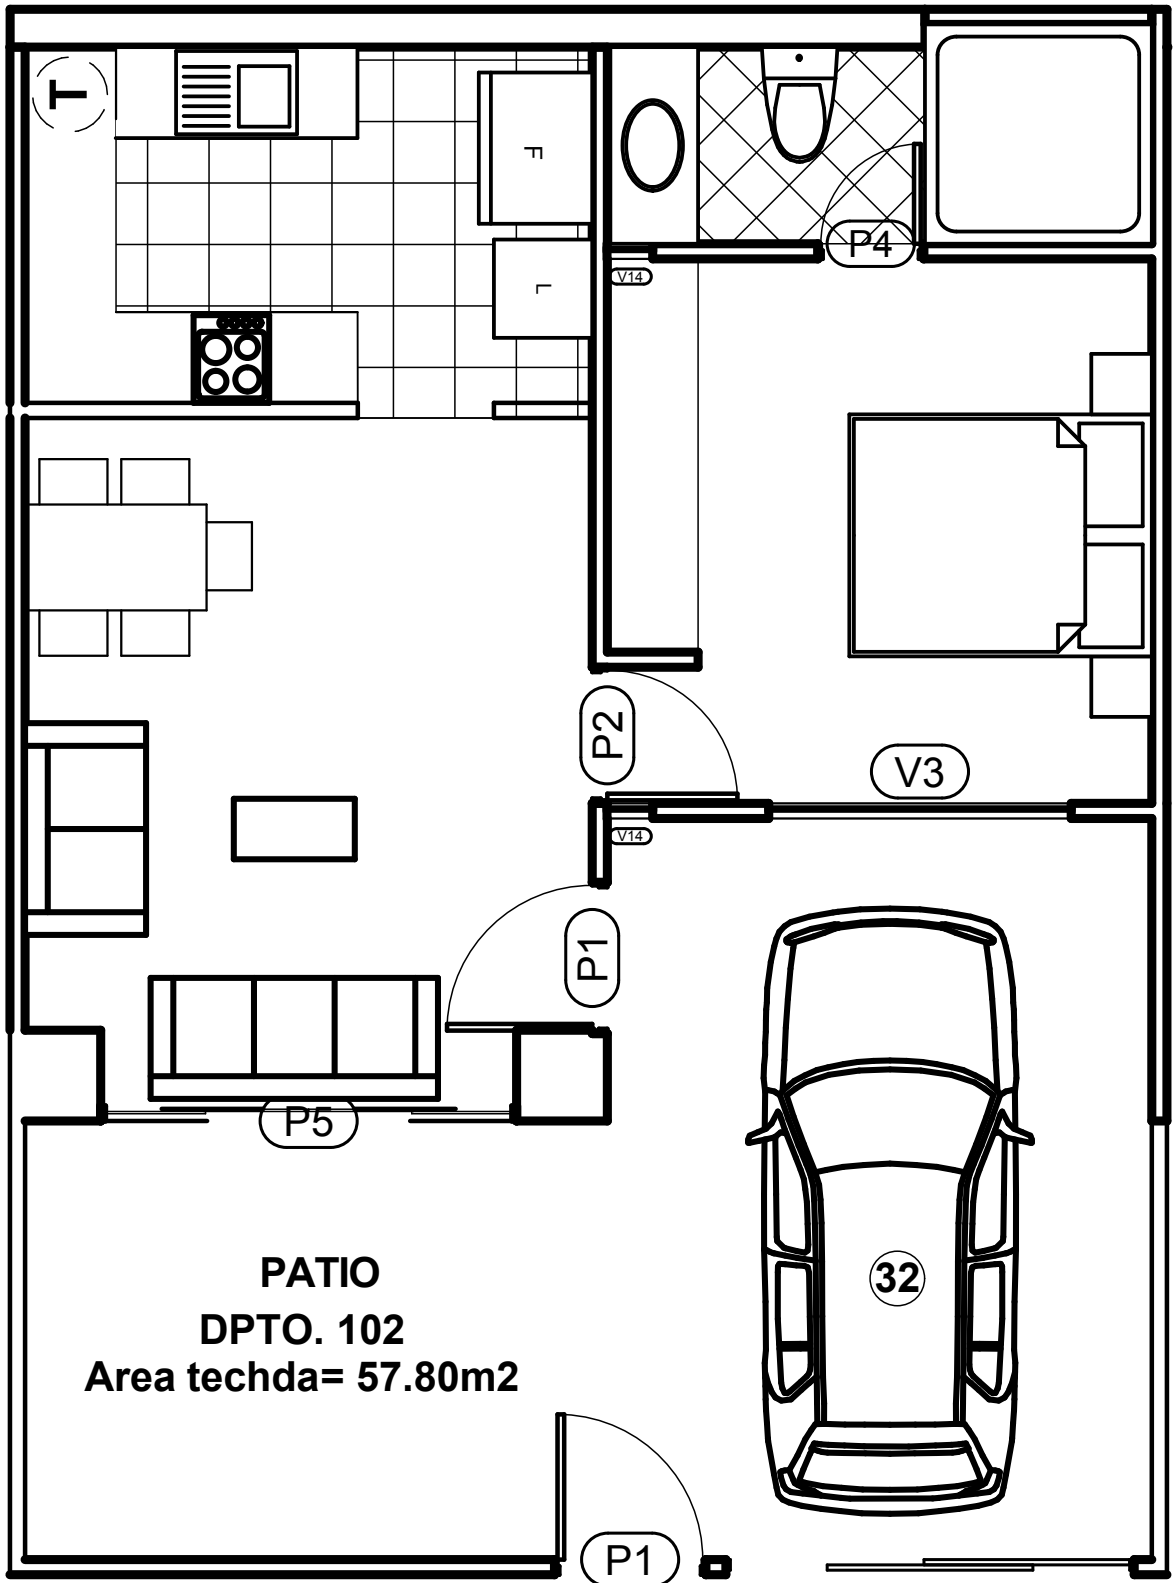 T
F
L
P4
V14
P2
V3
V14
P1
P5
32
PATIO
DPTO. 102
Area techda= 57.80m2
P1